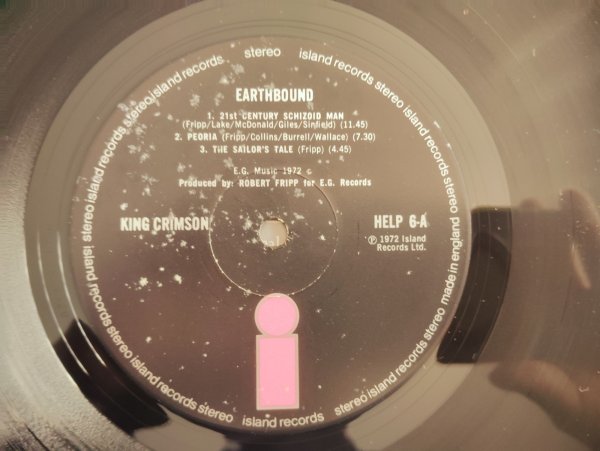 stereo island records stereo island records stereo island records stereo made in england
EARTHBOUND
1. 21st CENTURY SCHIZOID MAN
(Fripp/Lake/McDonald/Giles/Sinfield) (11.45)
2. PEORIA (Fripp/Collins/Burrell/Wallace) (7.30)
3. THE SAILOR'S TALE (Fripp) (4.45)
E.G. Music 1972 c
Produced by: ROBERT FRIPP for E.G. Records
KING CRIMSON
HELP 6-A
℗ 1972 Island
Records Ltd.
i
island records stereo island records stereo island records stereo island records stereo